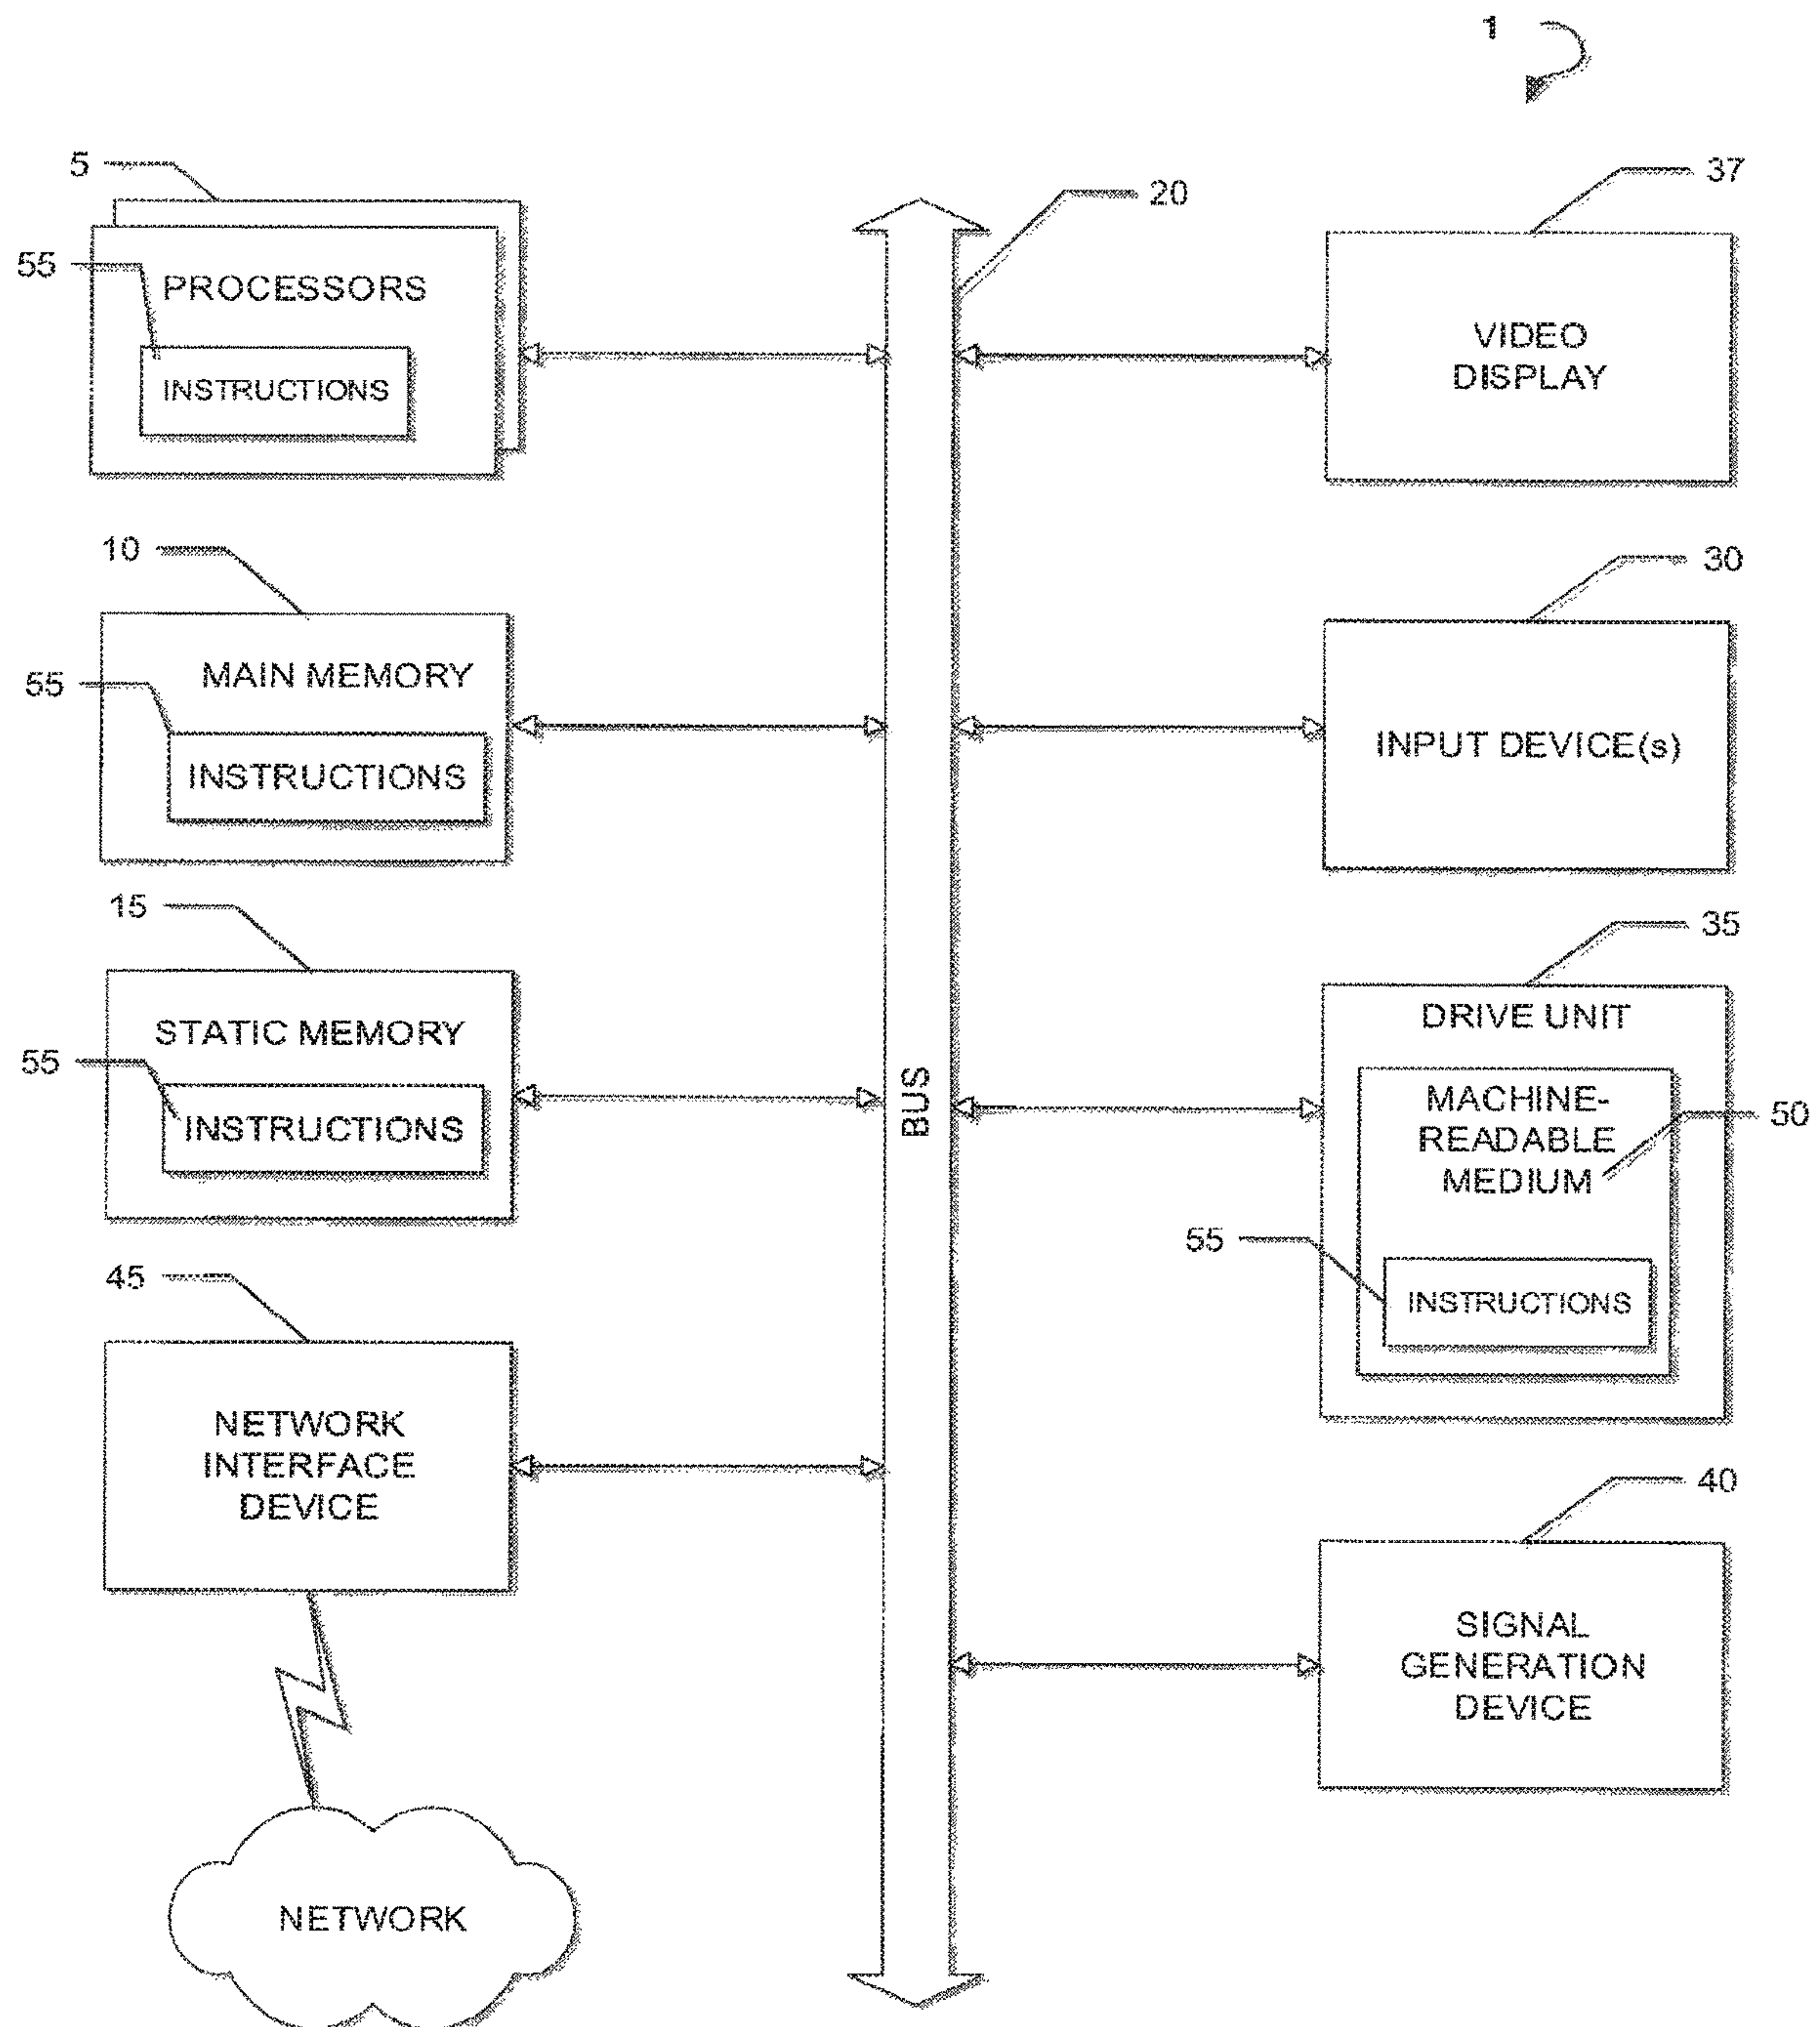 1
5
55
PROCESSORS
INSTRUCTIONS
20
37
VIDEO
DISPLAY
10
55
MAIN MEMORY
INSTRUCTIONS
30
INPUT DEVICE(s)
15
55
STATIC MEMORY
INSTRUCTIONS
BUS
35
DRIVE UNIT
MACHINE-
READABLE
MEDIUM
50
55
INSTRUCTIONS
45
NETWORK
INTERFACE
DEVICE
40
SIGNAL
GENERATION
DEVICE
NETWORK